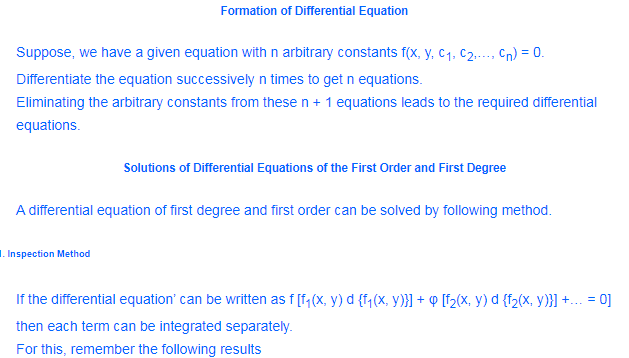 Formation of Differential Equation
Suppose, we have a given equation with n arbitrary constants f(x, y, c₁, c₂,…, cₙ) = 0.
Differentiate the equation successively n times to get n equations.
Eliminating the arbitrary constants from these n + 1 equations leads to the required differential
equations.
Solutions of Differential Equations of the First Order and First Degree
A differential equation of first degree and first order can be solved by following method.
. Inspection Method
If the differential equation' can be written as f [f₁(x, y) d {f₁(x, y)}] + φ [f₂(x, y) d {f₂(x, y)}] +… = 0]
then each term can be integrated separately.
For this, remember the following results